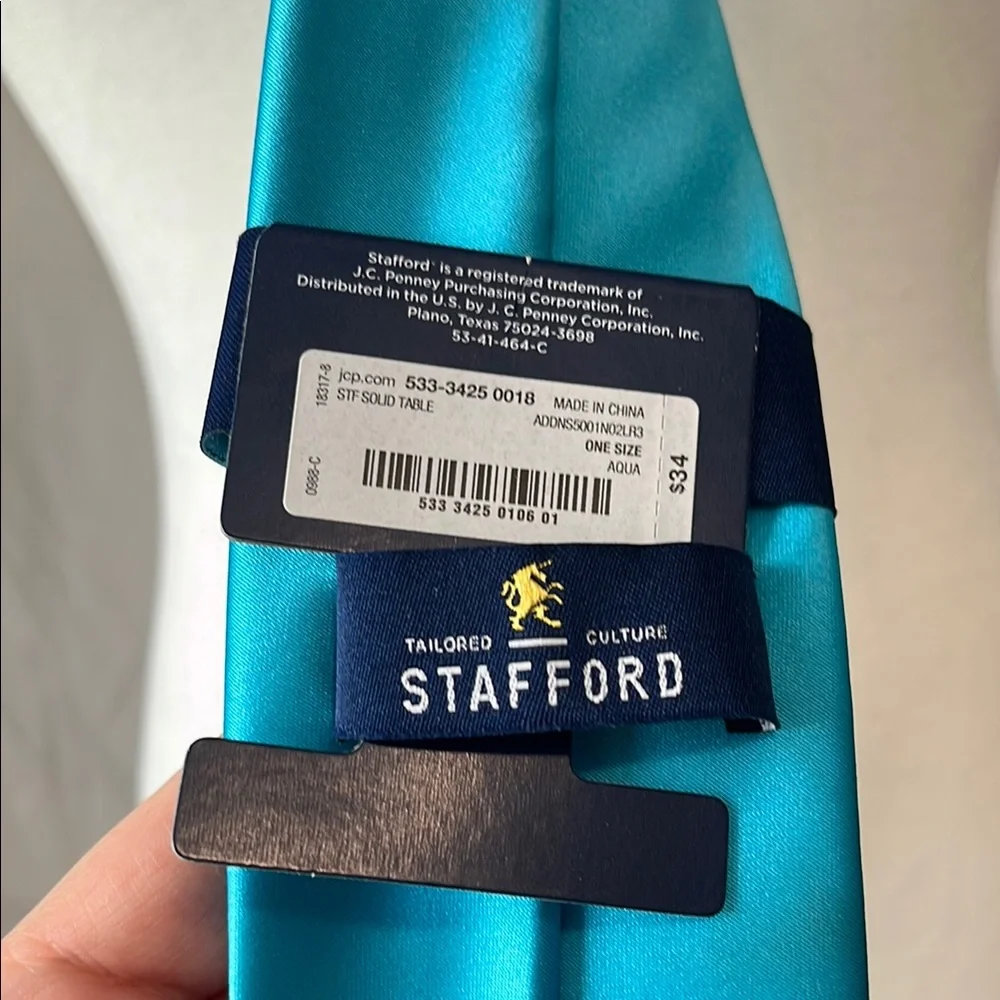 Stafford® is a registered trademark of
J.C. Penney Purchasing Corporation, Inc.
Distributed in the U.S. by J. C. Penney Corporation, Inc.
Plano, Texas 75024-3698
53-41-464-C
18317-8
jcp.com 533-3425 0018 MADE IN CHINA
STF SOLID TABLE ADDNS5001N02LR3
ONE SIZE
AQUA
$34
0988-C
533 3425 0106 01
TAILORED CULTURE
STAFFORD